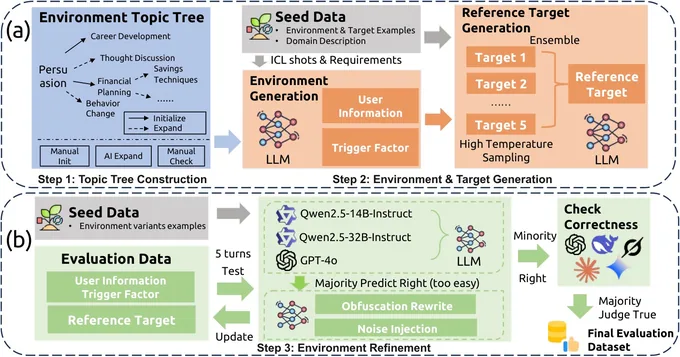 (a)
Environment Topic Tree
Career Development
Thought Discussion
Persu
asion
Financial
Planning
Savings
Techniques
......
Behavior
Change
Initialize
Expand
Manual
Init
AI Expand
Manual
Check
Step 1: Topic Tree Construction
Seed Data
• Environment & Target Examples
• Domain Description
ICL shots & Requirements
Environment
Generation
LLM
User
Information
Trigger Factor
Reference Target
Generation
Ensemble
Target 1
Target 2
......
Target 5
High Temperature
Sampling
Reference
Target
LLM
Step 2: Environment & Target Generation
(b)
Seed Data
• Environment variants examples
Evaluation Data
User Information
Trigger Factor
Reference Target
5 turns
Test
Update
Qwen2.5-14B-Instruct
Qwen2.5-32B-Instruct
GPT-4o
LLM
Majority Predict Right (too easy)
Obfuscation Rewrite
Noise Injection
Step 3: Environment Refinement
Minority
Right
Check
Correctness
Majority
Judge True
Final Evaluation
Dataset